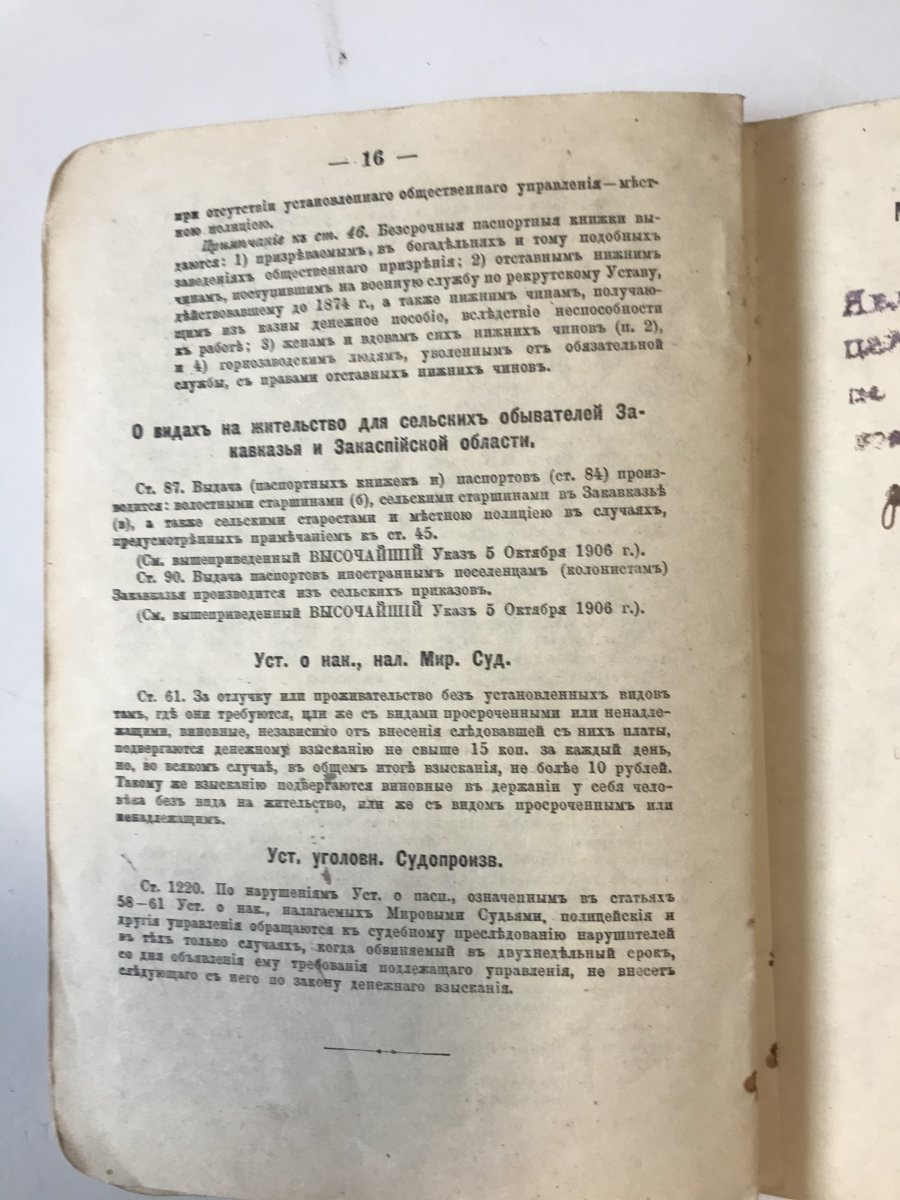 — 16 —
при отсутствіи установленнаго общественнаго управленія—мѣст-
ною полиціею.
Примѣчаніе къ ст. 46. Безсрочныя паспортныя книжки вы-
даются: 1) призрѣваемымъ, въ богадѣльняхъ и тому подобныхъ
заведеніяхъ общественнаго призрѣнія; 2) отставнымъ нижнимъ
чинамъ, поступившимъ на военную службу по рекрутскому Уставу,
дѣйствовавшему до 1874 г., а также нижнимъ чинамъ, получаю-
щимъ изъ казны денежное пособіе, вслѣдствіе неспособности
къ работѣ; 3) женамъ и вдовамъ сихъ нижнихъ чиновъ (п. 2),
и 4) горнозаводскимъ людямъ, уволеннымъ отъ обязательной
службы, съ правами отставныхъ нижнихъ чиновъ.
О видахъ на жительство для сельскихъ обывателей За-
кавказья и Закаспійской области.
Ст. 87. Выдача (паспортныхъ книжекъ и) паспортовъ (ст. 84) произ-
водится: волостными старшинами (б), сельскими старшинами въ Закавказьѣ
(в), а также сельскими старостами и мѣстною полиціею въ случаяхъ,
предусмотрѣнныхъ примѣчаніемъ къ ст. 45.
(См. вышеприведенный ВЫСОЧАЙШІЙ Указъ 5 Октября 1906 г.).
Ст. 90. Выдача паспортовъ иностраннымъ поселенцамъ (колонистамъ)
Закавказья производится изъ сельскихъ приказовъ.
(См. вышеприведенный ВЫСОЧАЙШІЙ Указъ 5 Октября 1906 г.).
Уст. о нак., нал. Мир. Суд.
Ст. 61. За отлучку или проживательство безъ установленныхъ видовъ
тамъ, гдѣ они требуются, или же съ видами просроченными или ненадле-
жащими, виновные, независимо отъ внесенія слѣдовавшей съ нихъ платы,
подвергаются денежному взысканію не свыше 15 коп. за каждый день,
но, во всякомъ случаѣ, въ общемъ итогѣ взысканія, не болѣе 10 рублей.
Такому же взысканію подвергаются виновные въ держаніи у себя чело-
вѣка безъ вида на жительство, или же съ видомъ просроченнымъ или
ненадлежащимъ.
Уст. уголовн. Судопроизв.
Ст. 1220. По нарушеніямъ Уст. о пасп., означеннымъ въ статьяхъ
58—61 Уст. о нак., налагаемыхъ Мировыми Судьями, полицейскія и
другія управленія обращаются къ судебному преслѣдованію нарушителей
въ тѣхъ только случаяхъ, когда обвиняемый въ двухнедѣльный срокъ,
со дня объявленія ему требованія подлежащаго управленія, не внесетъ
слѣдующаго съ него по закону денежнаго взысканія.